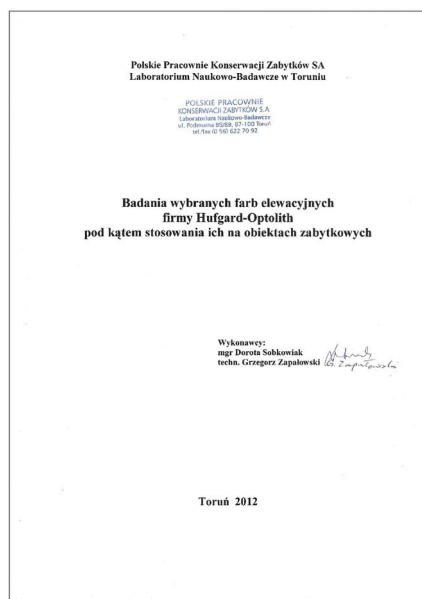 Polskie Pracownie Konserwacji Zabytków SA
Laboratorium Naukowo-Badawcze w Toruniu
POLSKIE PRACOWNIE
KONSERWACJI ZABYTKÓW S.A.
Laboratorium Naukowo-Badawcze
ul. Podmurna 85/89, 87-100 Toruń
tel./fax (0 56) 622 70 92
Badania wybranych farb elewacyjnych
firmy Hufgard-Optolith
pod kątem stosowania ich na obiektach zabytkowych
Wykonawcy:
mgr Dorota Sobkowiak
techn. Grzegorz Zapałowski
G. Zapałowski
Toruń 2012